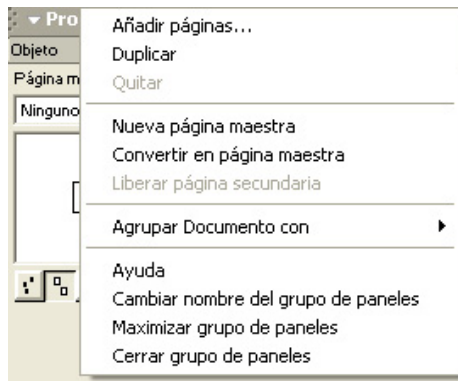 Pro
Objeto
Página m
Ninguno
Añadir páginas...
Duplicar
Quitar
Nueva página maestra
Convertir en página maestra
Liberar página secundaria
Agrupar Documento con
Ayuda
Cambiar nombre del grupo de paneles
Maximizar grupo de paneles
Cerrar grupo de paneles